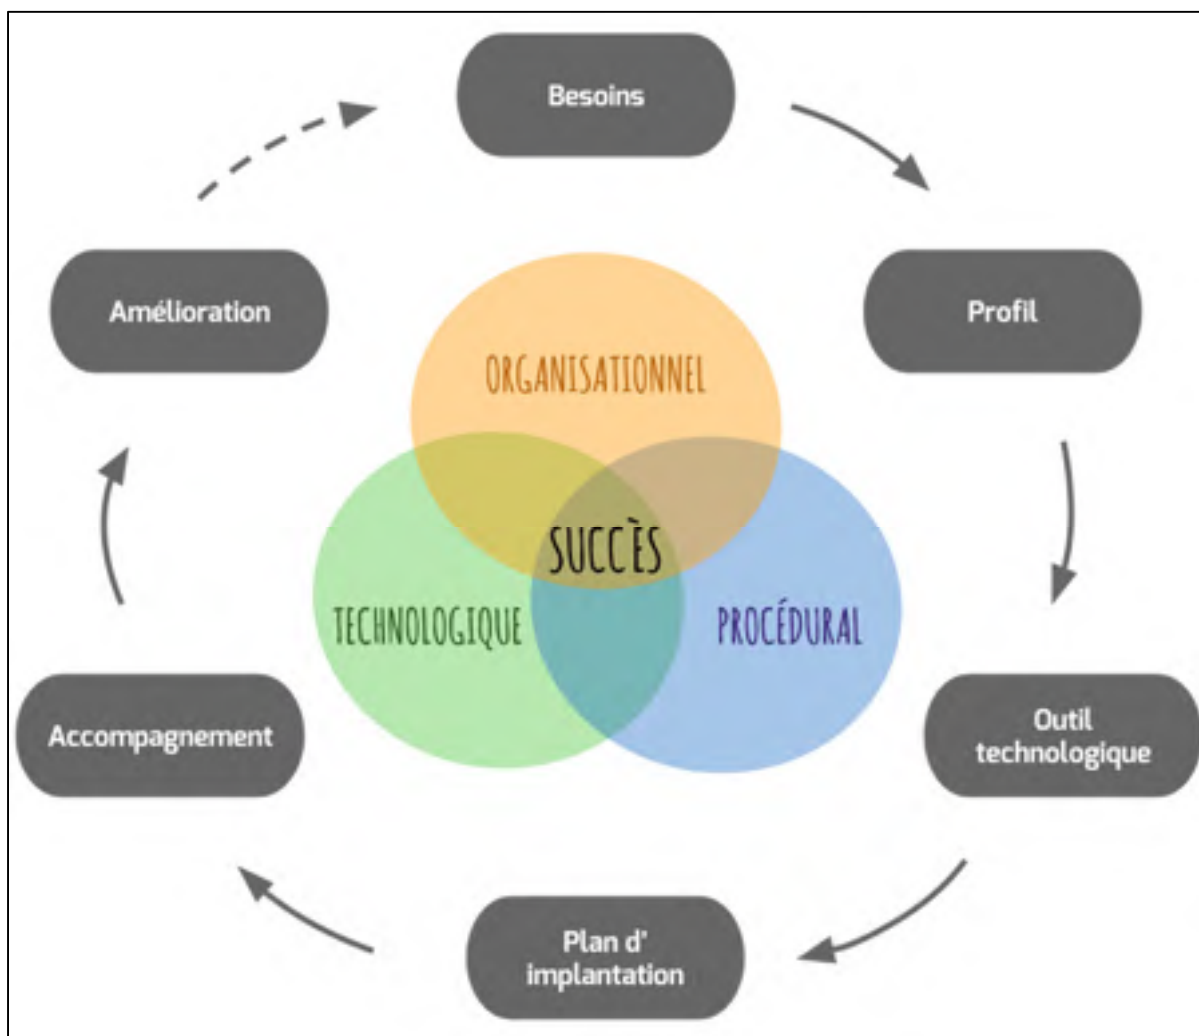 Besoins
Amélioration
Profil
ORGANISATIONNEL
SUCCÈS
TECHNOLOGIQUE
PROCÉDURAL
Accompagnement
Outil
technologique
Plan d'
implantation